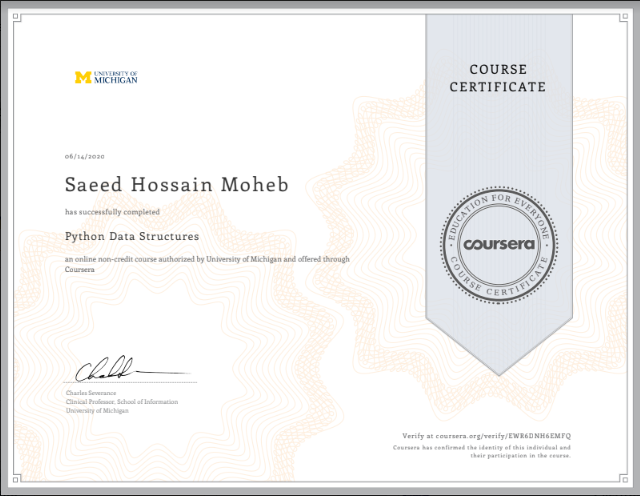 UNIVERSITY OF
MICHIGAN
COURSE
CERTIFICATE
06/14/2020
Saeed Hossain Moheb
has successfully completed
Python Data Structures
an online non-credit course authorized by University of Michigan and offered through
Coursera
EDUCATION FOR EVERYONE
coursera
COURSE CERTIFICATE
Charles Severance
Clinical Professor, School of Information
University of Michigan
Verify at coursera.org/verify/EWR6DNH6EMFQ
Coursera has confirmed the identity of this individual and
their participation in the course.